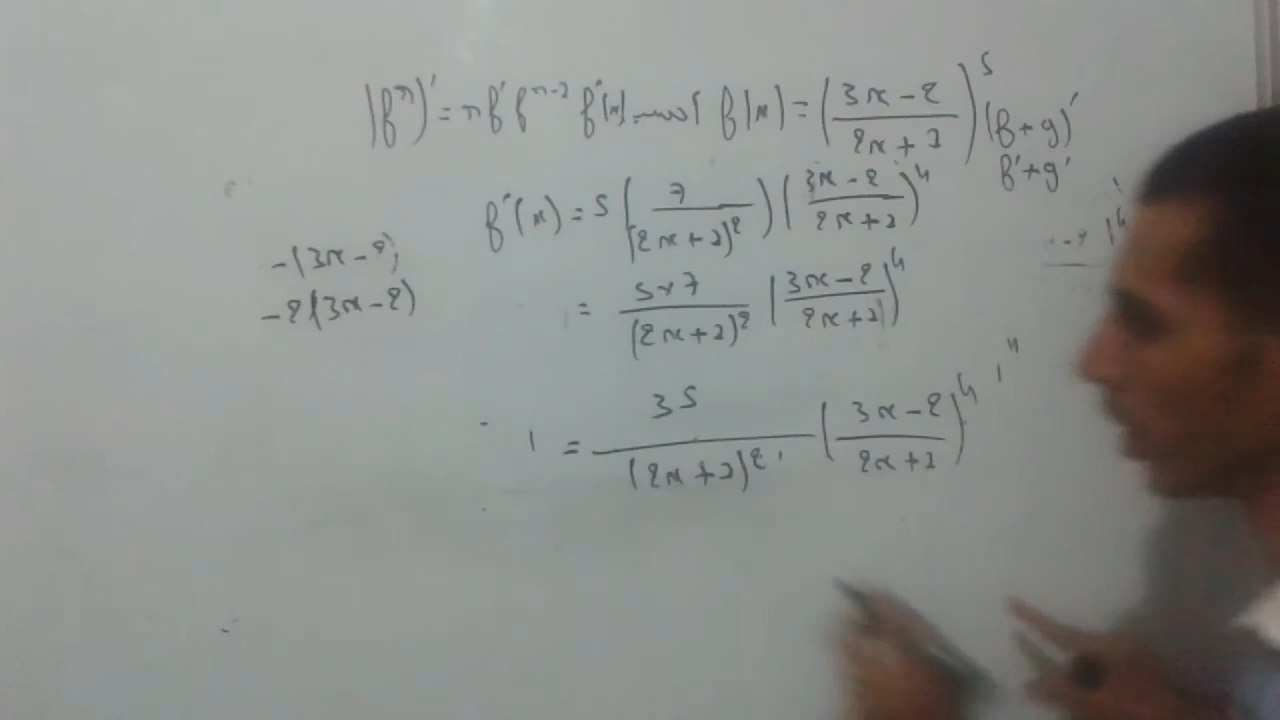 (f^n)' = n f' f^{n-1} f'(x) f(x) = ((3x-2)/(2x+1))^5 (f+g)'
f'+g'
f'(x) = 5 (7/(2x+1)^2) ((3x-2)/(2x+1))^4
-(3x-2)
-2(3x-2)
= 5×7/(2x+1)^2 ((3x-2)/(2x+1))^4
= 35/(2x+1)^2 ((3x-2)/(2x+1))^4